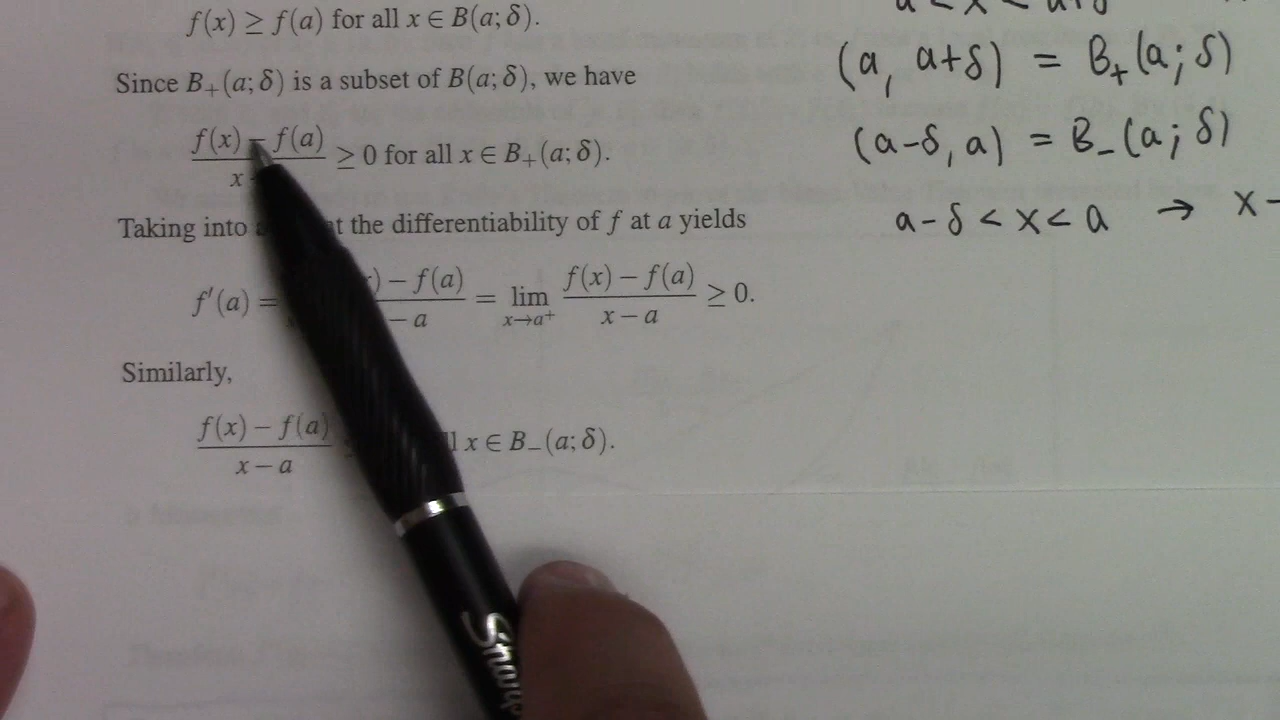 f(x) ≥ f(a) for all x ∈ B(a; δ).
Since B₊(a; δ) is a subset of B(a; δ), we have
f(x) − f(a)
≥ 0 for all x ∈ B₊(a; δ).
x
Taking into the differentiability of f at a yields
f′(a) = ) − f(a) / − a = lim x→a⁺ f(x) − f(a) / x − a ≥ 0.
Similarly,
f(x) − f(a) / x − a x ∈ B₋(a; δ).
(a, a+δ) = B₊(a; δ)
(a-δ, a) = B₋(a; δ)
a-δ < x < a → x-
Sharp